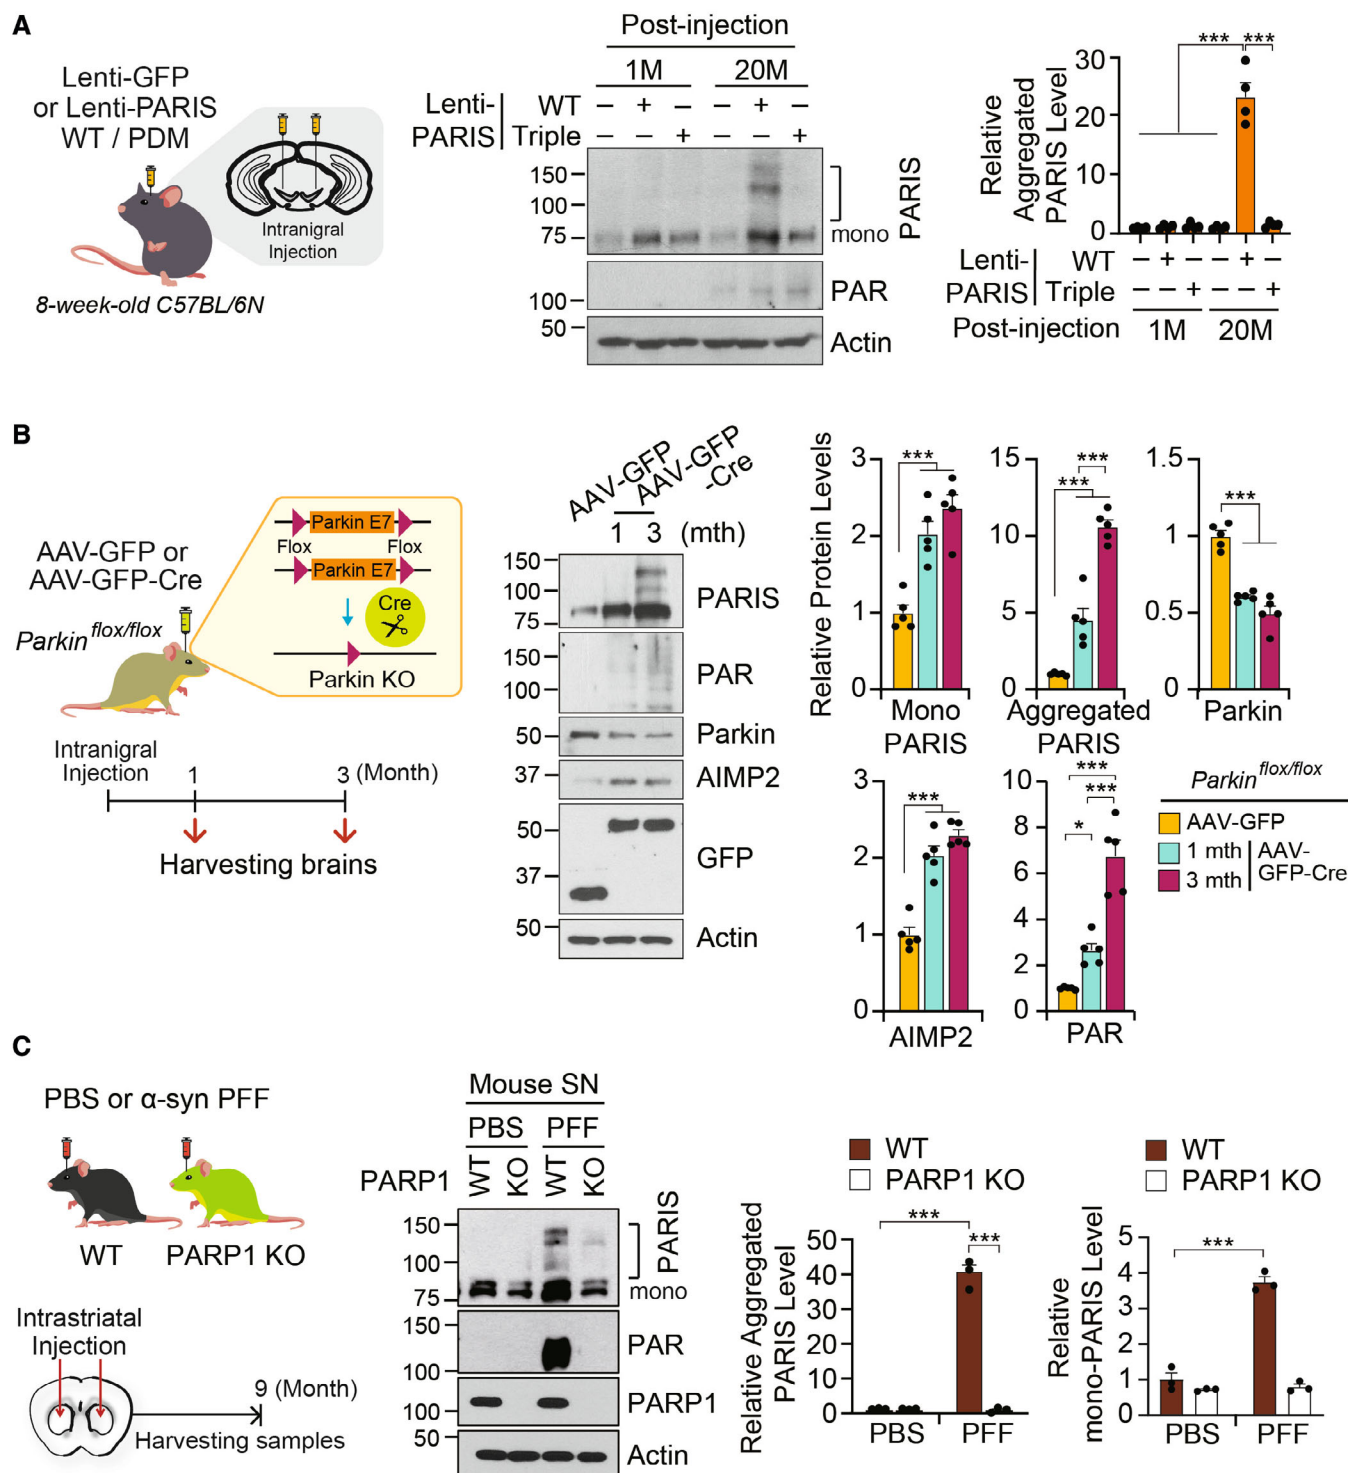 A
Lenti-GFP
or Lenti-PARIS
WT / PDM
Intranigral
Injection
8-week-old C57BL/6N
Post-injection
1M 20M
Lenti-
PARIS
WT – + – – + –
Triple – – + – – +
150
100
75
PARIS
mono
100
PAR
50
Actin
Relative
Aggregated
PARIS Level
30
20
10
0
*** ***
Lenti-
PARIS
WT – + – – + –
Triple – – + – – +
Post-injection 1M 20M
B
AAV-GFP or
AAV-GFP-Cre
Parkin flox/flox
Parkin E7
Flox Flox
Parkin E7
Cre
Parkin KO
Intranigral
Injection
1 3 (Month)
Harvesting brains
AAV-GFP
AAV-GFP
-Cre
1 3 (mth)
150
100
75
PARIS
150
100
PAR
50
Parkin
37
AIMP2
50
37
GFP
50
Actin
Relative Protein Levels
3
2
1
0
***
Mono
PARIS
15
10
5
0
***
***
Aggregated
PARIS
1.5
1
0.5
0
***
Parkin
3
2
1
0
***
AIMP2
10
8
6
4
2
0
***
***
*
PAR
Parkin flox/flox
AAV-GFP
1 mth
3 mth
AAV-
GFP-Cre
C
PBS or α-syn PFF
WT PARP1 KO
Intrastriatal
Injection
9 (Month)
Harvesting samples
Mouse SN
PBS PFF
PARP1 WT KO WT KO
150
100
75
PARIS
mono
150
100
PAR
100
PARP1
50
Actin
WT
PARP1 KO
Relative Aggregated
PARIS Level
50
40
30
20
10
0
***
***
PBS PFF
WT
PARP1 KO
Relative
mono-PARIS Level
5
4
3
2
1
0
***
PBS PFF